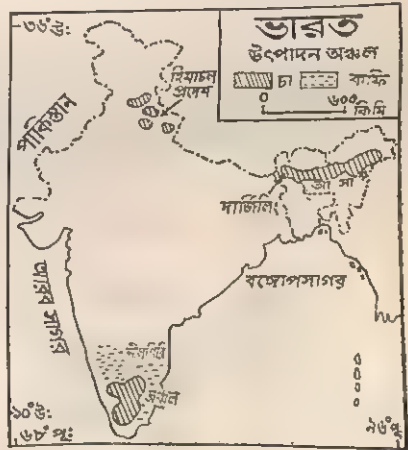 ৩৬° উঃ
ভারত
উৎপাদন অঞ্চল
চা কফি
০ ৬০০
কি.মি
হিমাচল
প্রদেশ
পাকিস্তান
আ সা ম
দার্জিলিং
বঙ্গোপসাগর
আরব সাগর
নীলগিরি
১০° উঃ
৬৮° পূঃ
৯৬° পূ